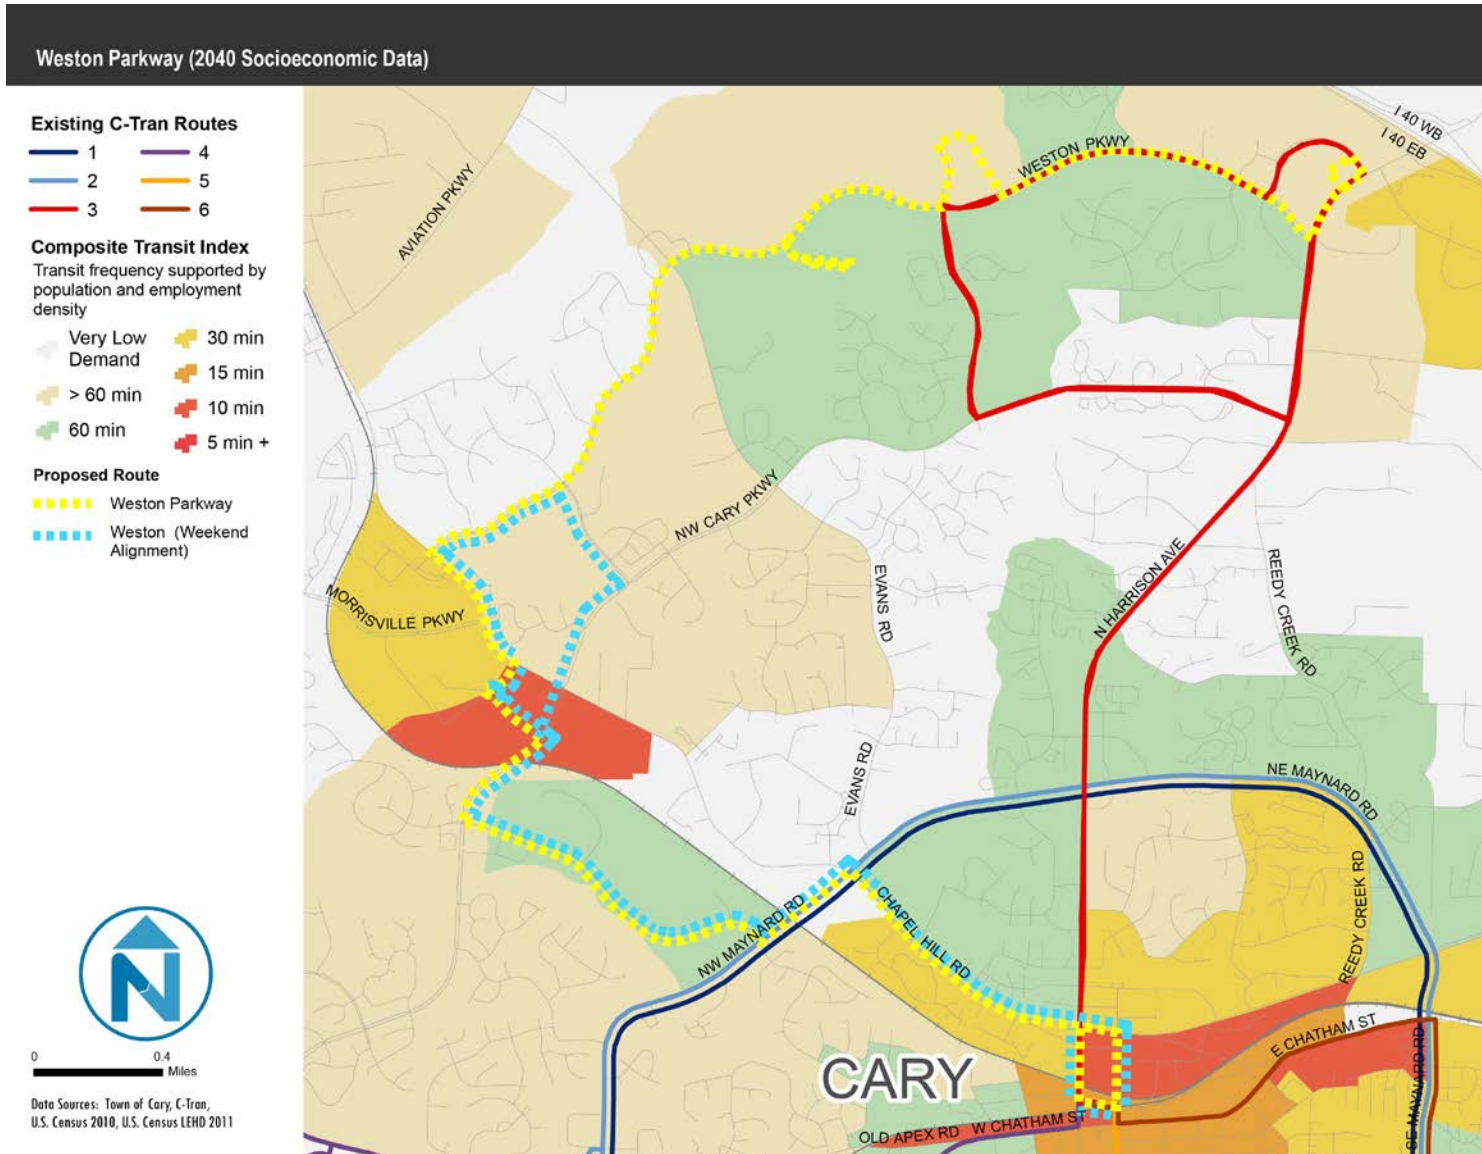 Weston Parkway (2040 Socioeconomic Data)
Existing C-Tran Routes
1 4
2 5
3 6
Composite Transit Index
Transit frequency supported by
population and employment
density
Very Low
Demand
> 60 min
60 min
30 min
15 min
10 min
5 min +
Proposed Route
Weston Parkway
Weston (Weekend
Alignment)
N
0 0.4
Miles
Data Sources: Town of Cary, C-Tran,
U.S. Census 2010, U.S. Census LEHD 2011
I 40 WB
I 40 EB
WESTON PKWY
AVIATION PKWY
NW CARY PKWY
MORRISVILLE PKWY
EVANS RD
N HARRISON AVE
REEDY CREEK RD
EVANS RD
NE MAYNARD RD
NW MAYNARD RD
CHAPEL HILL RD
REEDY CREEK RD
E CHATHAM ST
CARY
SE MAYNARD RD
OLD APEX RD
W CHATHAM ST